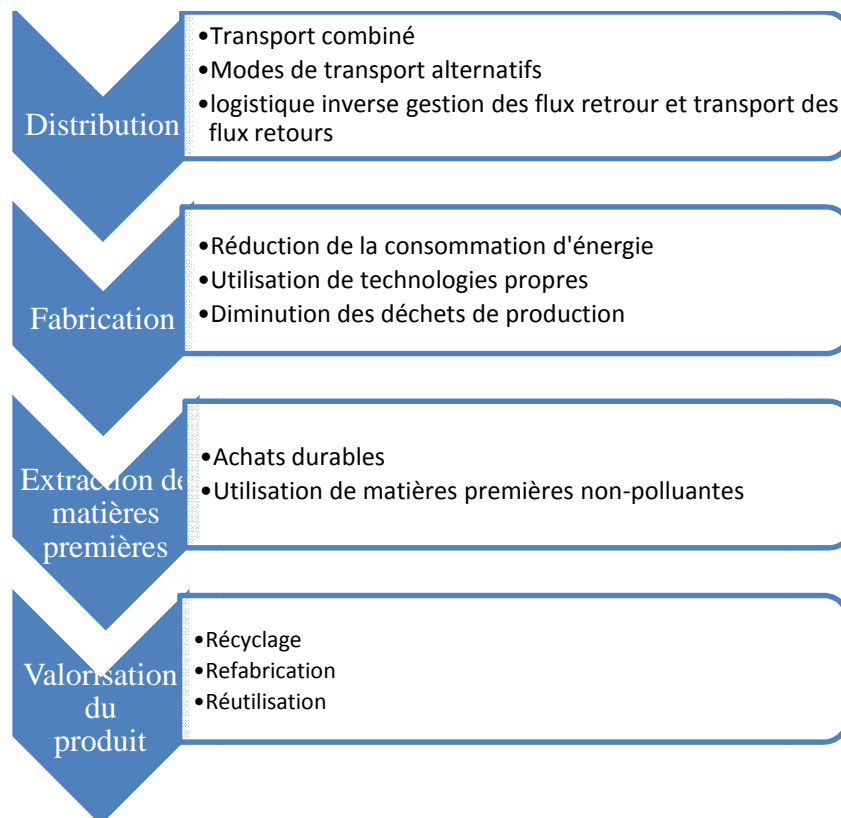 Distribution
•Transport combiné
•Modes de transport alternatifs
•logistique inverse gestion des flux retrour et transport des
flux retours
Fabrication
•Réduction de la consommation d'énergie
•Utilisation de technologies propres
•Diminution des déchets de production
Extraction de
matières
premières
•Achats durables
•Utilisation de matières premières non-polluantes
Valorisation
du
produit
•Récyclage
•Refabrication
•Réutilisation